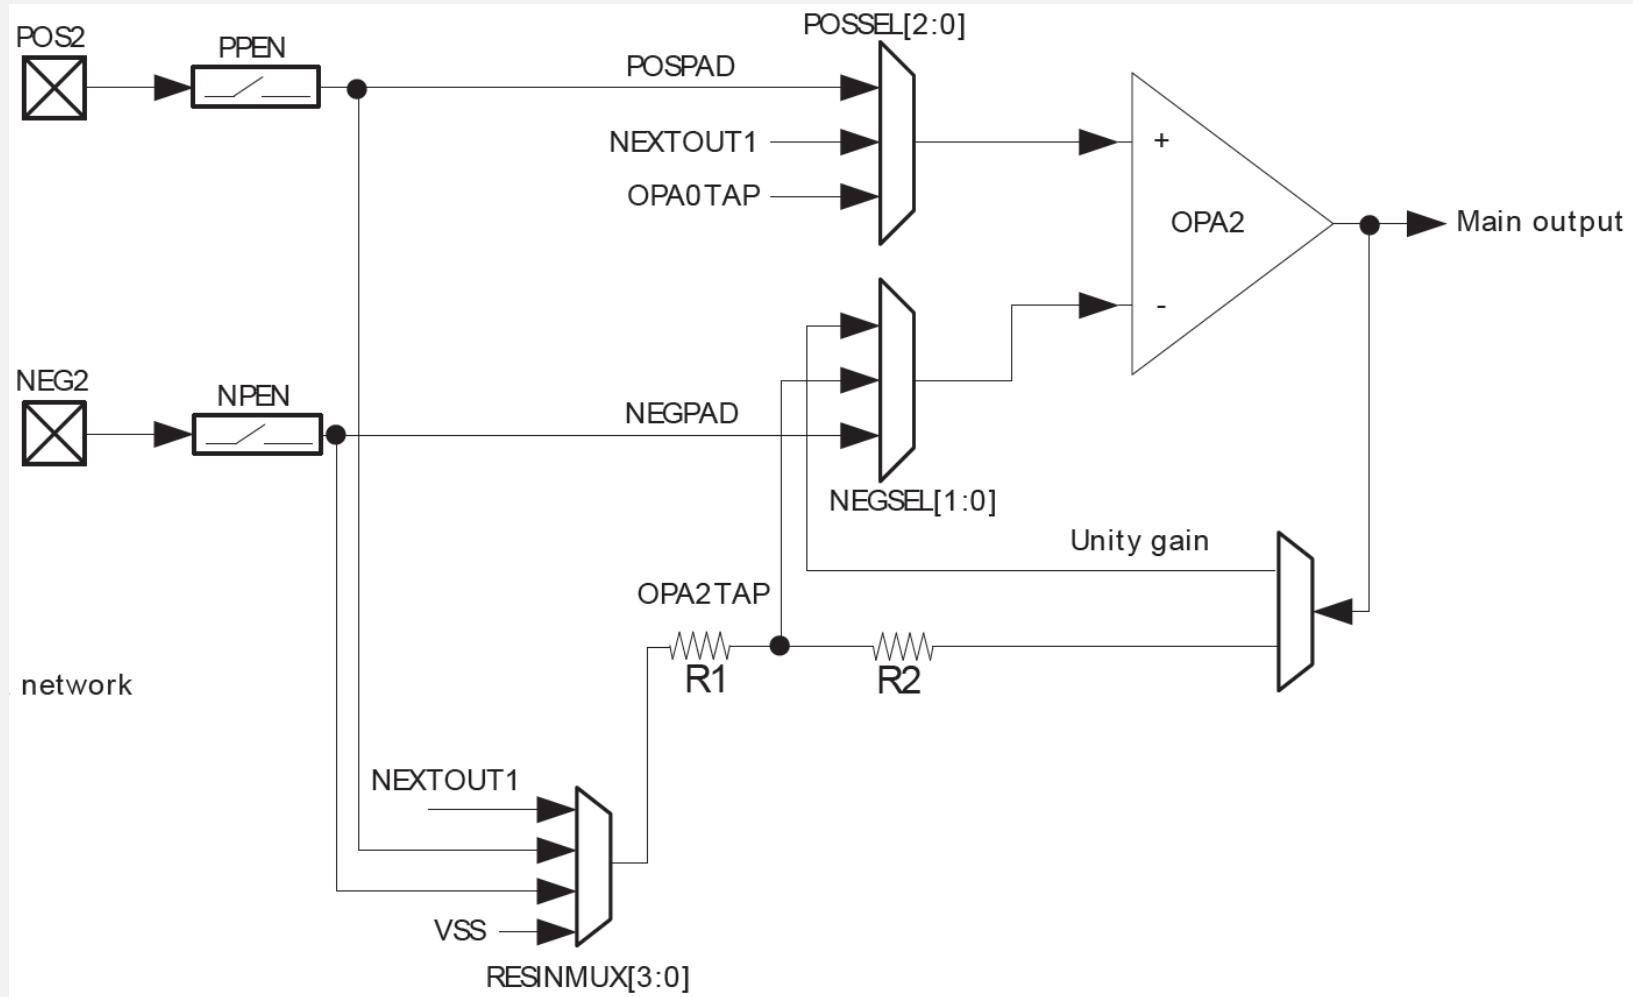 POSSEL[2:0]
POS2
PPEN
POSPAD
NEXTOUT1
+
OPA0TAP
OPA2
Main output
-
NEG2
NPEN
NEGPAD
NEGSEL[1:0]
Unity gain
OPA2TAP
R1
R2
network
NEXTOUT1
VSS
RESINMUX[3:0]